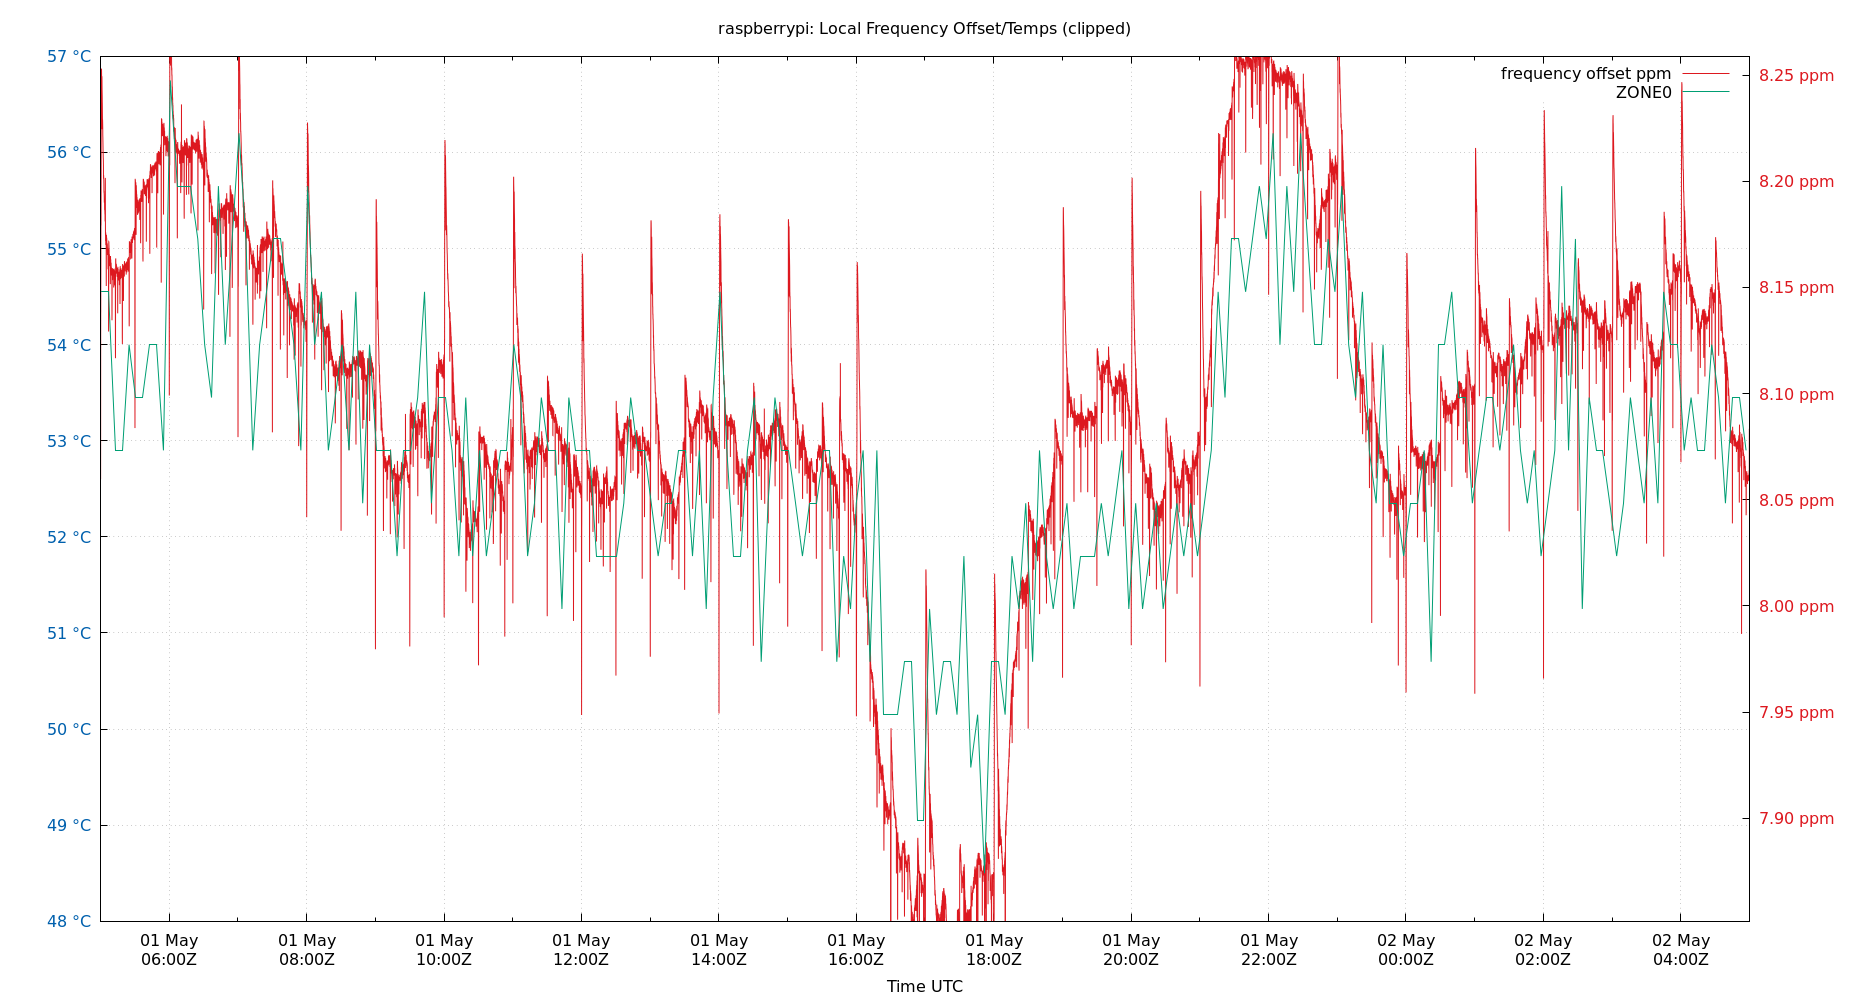 raspberrypi: Local Frequency Offset/Temps (clipped)
57 °C
56 °C
55 °C
54 °C
53 °C
52 °C
51 °C
50 °C
49 °C
48 °C
frequency offset ppm
ZONE0
8.25 ppm
8.20 ppm
8.15 ppm
8.10 ppm
8.05 ppm
8.00 ppm
7.95 ppm
7.90 ppm
01 May 01 May 01 May 01 May 01 May 01 May 01 May 01 May 01 May 02 May 02 May 02 May
06:00Z 08:00Z 10:00Z 12:00Z 14:00Z 16:00Z 18:00Z 20:00Z 22:00Z 00:00Z 02:00Z 04:00Z
Time UTC